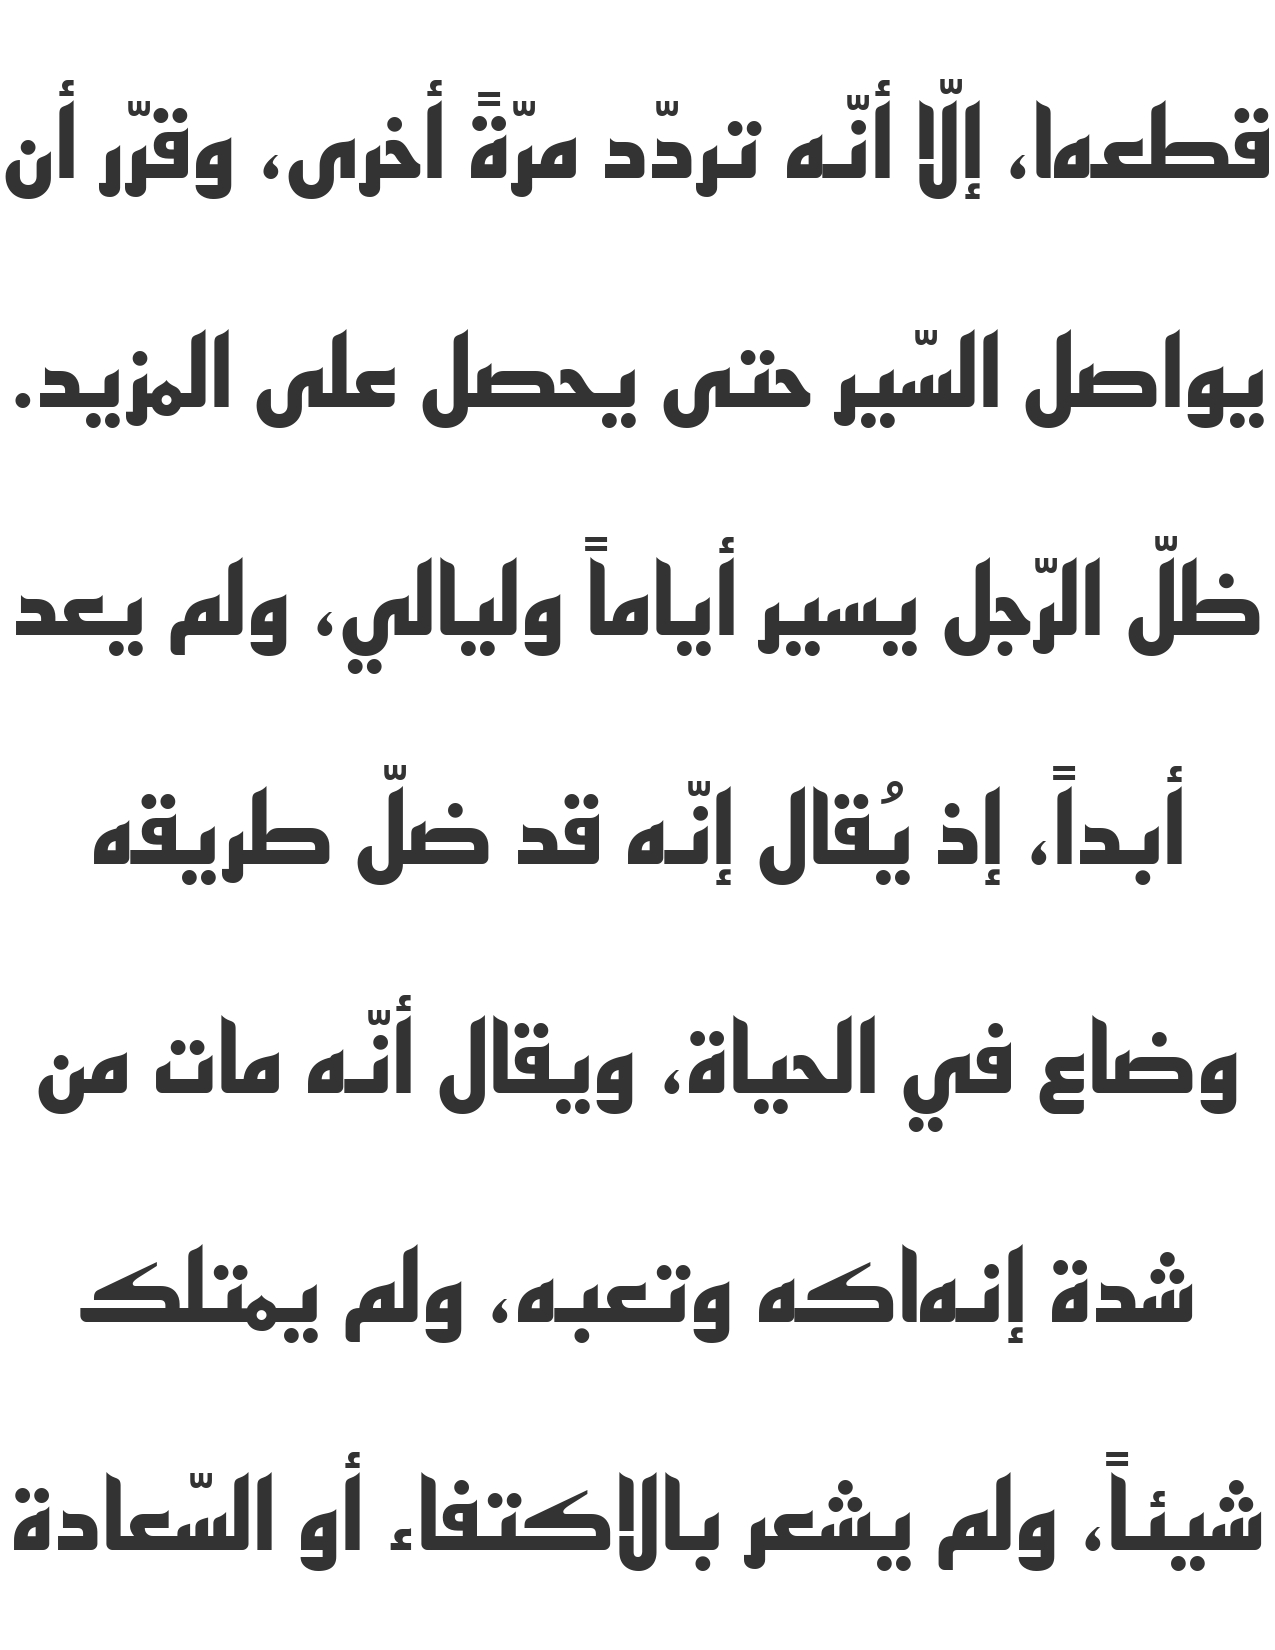 قطعها، إلّا أنّه تردّد مرّةً أخرى، وقرّر أن
يواصل السّير حتى يحصل على المزيد.
ظلّ الرّجل يسير أياماً وليالي، ولم يعد
أبداً، إذ يُقال إنّه قد ضلّ طريقه
وضاع في الحياة، ويقال أنّه مات من
شدة إنهاكه وتعبه، ولم يمتلك
شيئاً، ولم يشعر بالاكتفاء أو السّعادة